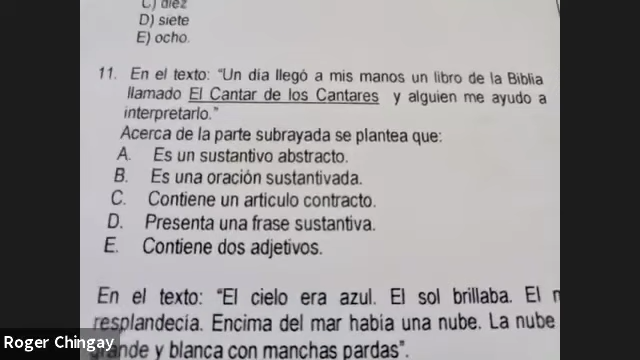 C) diez
D) siete
E) ocho.
11. En el texto: “Un día llegó a mis manos un libro de la Biblia
llamado El Cantar de los Cantares y alguien me ayudo a
interpretarlo.”
Acerca de la parte subrayada se plantea que:
A. Es un sustantivo abstracto.
B. Es una oración sustantivada.
C. Contiene un articulo contracto.
D. Presenta una frase sustantiva.
E. Contiene dos adjetivos.
En el texto: “El cielo era azul. El sol brillaba. El
resplandecía. Encima del mar había una nube. La nube
grande y blanca con manchas pardas”.
Roger Chingay